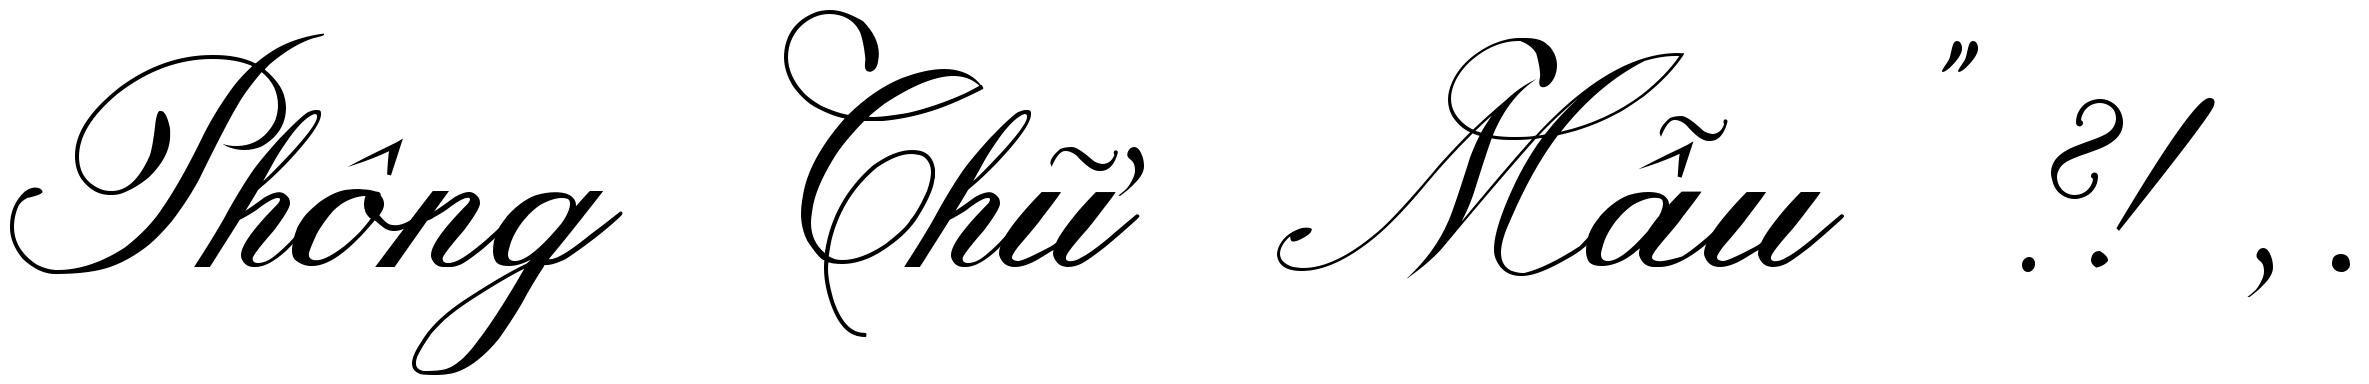 Phông Chữ Mẫu " ?! , .